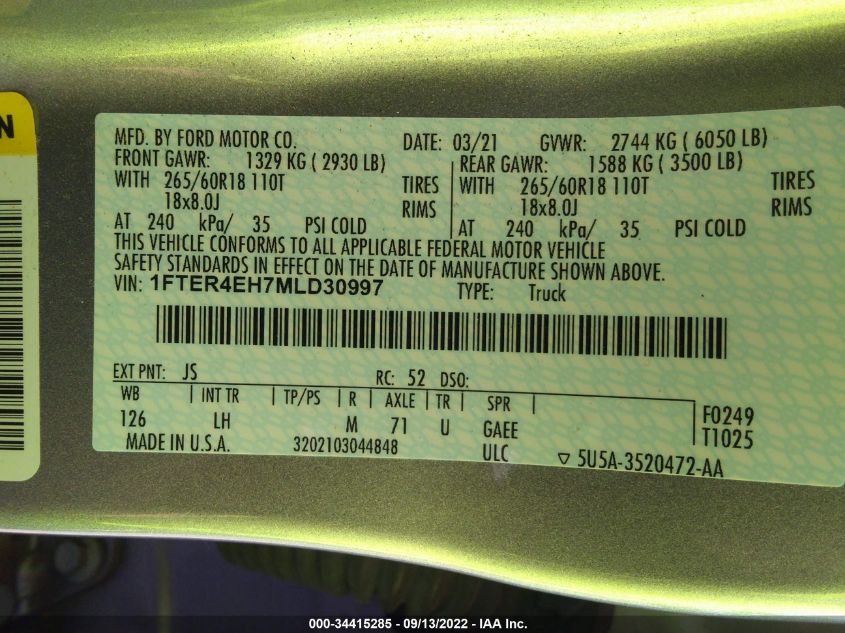 N
MFD. BY FORD MOTOR CO. DATE: 03/21 GVWR: 2744 KG ( 6050 LB)
FRONT GAWR: 1329 KG ( 2930 LB) REAR GAWR: 1588 KG ( 3500 LB)
WITH 265/60R18 110T TIRES WITH 265/60R18 110T TIRES
18x8.0J RIMS 18x8.0J RIMS
AT 240 kPa/ 35 PSI COLD AT 240 kPa/ 35 PSI COLD
THIS VEHICLE CONFORMS TO ALL APPLICABLE FEDERAL MOTOR VEHICLE
SAFETY STANDARDS IN EFFECT ON THE DATE OF MANUFACTURE SHOWN ABOVE.
VIN: 1FTER4EH7MLD30997 TYPE: Truck
EXT PNT: JS RC: 52 DSO:
WB INT TR TP/PS R AXLE TR SPR F0249
126 LH M 71 U GAEE T1025
MADE IN U.S.A. 3202103044848 ULC ▽ 5U5A-3520472-AA
000-34415285 - 09/13/2022 - IAA Inc.